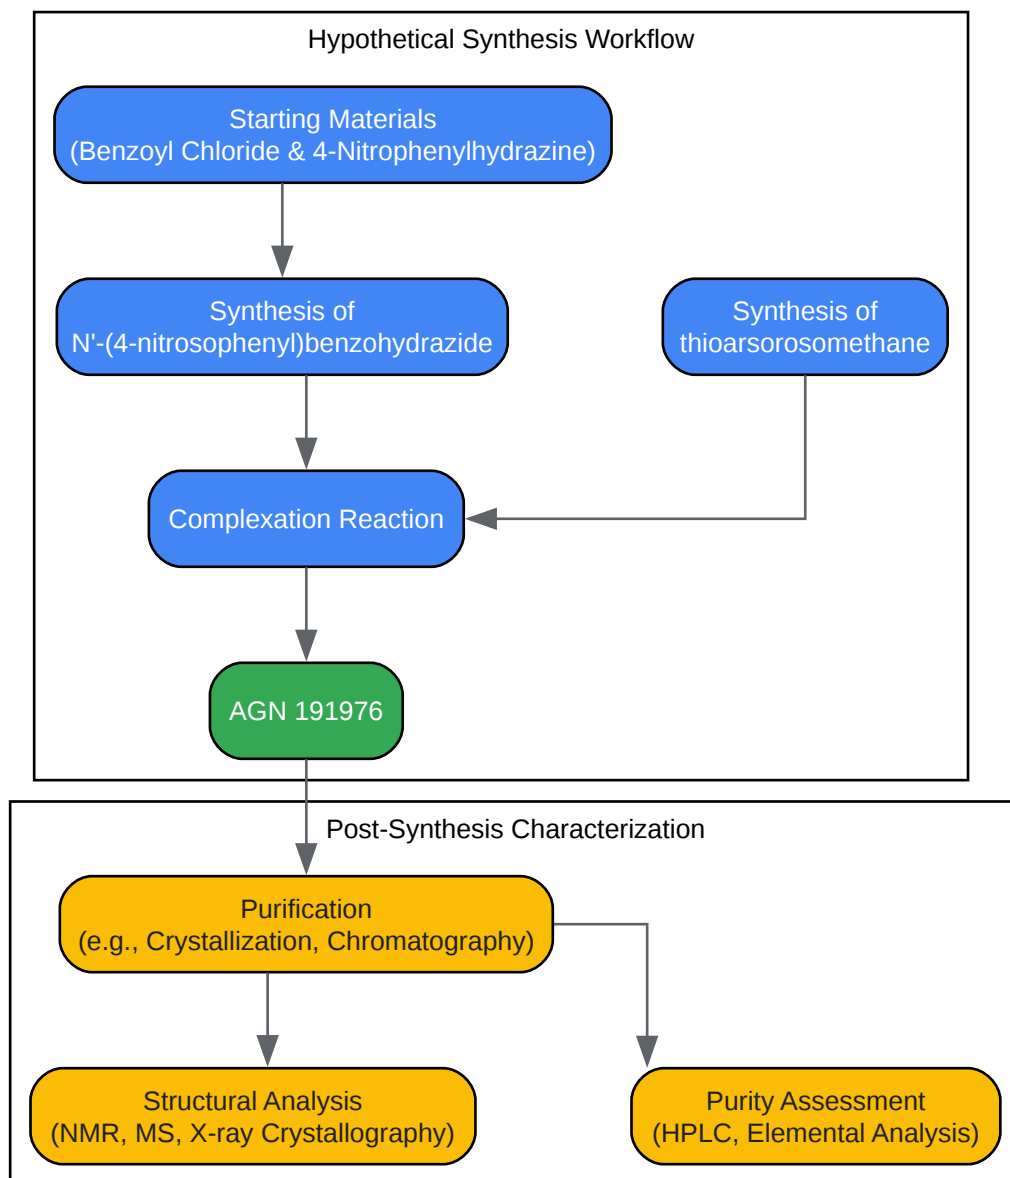 Hypothetical Synthesis Workflow
Starting Materials
(Benzoyl Chloride & 4-Nitrophenylhydrazine)
Synthesis of
N'-(4-nitrosophenyl)benzohydrazide
Synthesis of
thioarsorosomethane
Complexation Reaction
AGN 191976
Post-Synthesis Characterization
Purification
(e.g., Crystallization, Chromatography)
Structural Analysis
(NMR, MS, X-ray Crystallography)
Purity Assessment
(HPLC, Elemental Analysis)